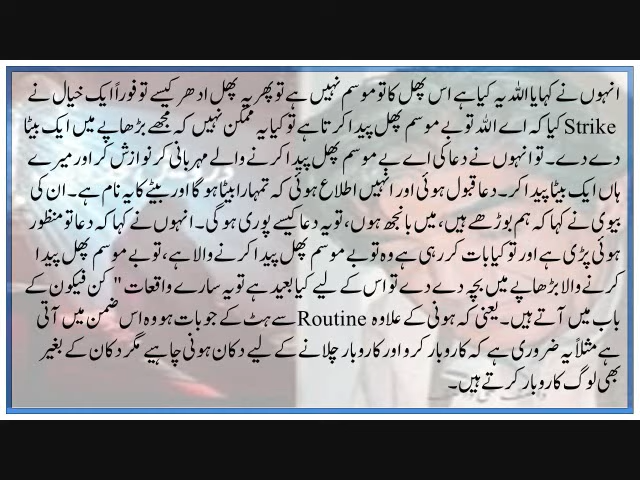 انہوں نے کہا یا اللہ یہ کیا ہے اس پھل کا تو موسم نہیں ہے تو پھر یہ پھل ادھر کیسے تو فوراً ایک خیال نے
Strike کیا کہ اے اللہ تو بے موسم پھل پیدا کرتا ہے تو کیا یہ ممکن نہیں کہ مجھے بڑھاپے میں ایک بیٹا
دے دے۔ تو انہوں نے دعا کی اے بے موسم پھل پیدا کرنے والے مہربانی کر نوازش کر اور میرے
ہاں ایک بیٹا پیدا کر۔ دعا قبول ہوئی اور انہیں اطلاع ہوئی کہ تمہارا بیٹا ہو گا اور بیٹے کا یہ نام ہے۔ ان کی
بیوی نے کہا کہ ہم بوڑھے ہیں، میں بانجھ ہوں، تو یہ دعا کیسے پوری ہوگی۔ انہوں نے کہا کہ دعا تو منظور
ہوئی پڑی ہے اور تو کیا بات کر رہی ہے وہ تو بے موسم پھل پیدا کرنے والا ہے، تو بے موسم پھل پیدا
کرنے والا بڑھاپے میں بچہ دے دے تو اس کے لیے کیا بعید ہے تو یہ سارے واقعات " کن فیکون کے
باب میں آتے ہیں۔ یعنی کہ ہونی کے علاوہ Routine سے ہٹ کے جو بات ہو وہ اس ضمن میں آتی
ہے مثلاً یہ ضروری ہے کہ کاروبار کرو اور کاروبار چلانے کے لیے دکان ہونی چاہیے مگر دکان کے بغیر
بھی لوگ کاروبار کرتے ہیں۔